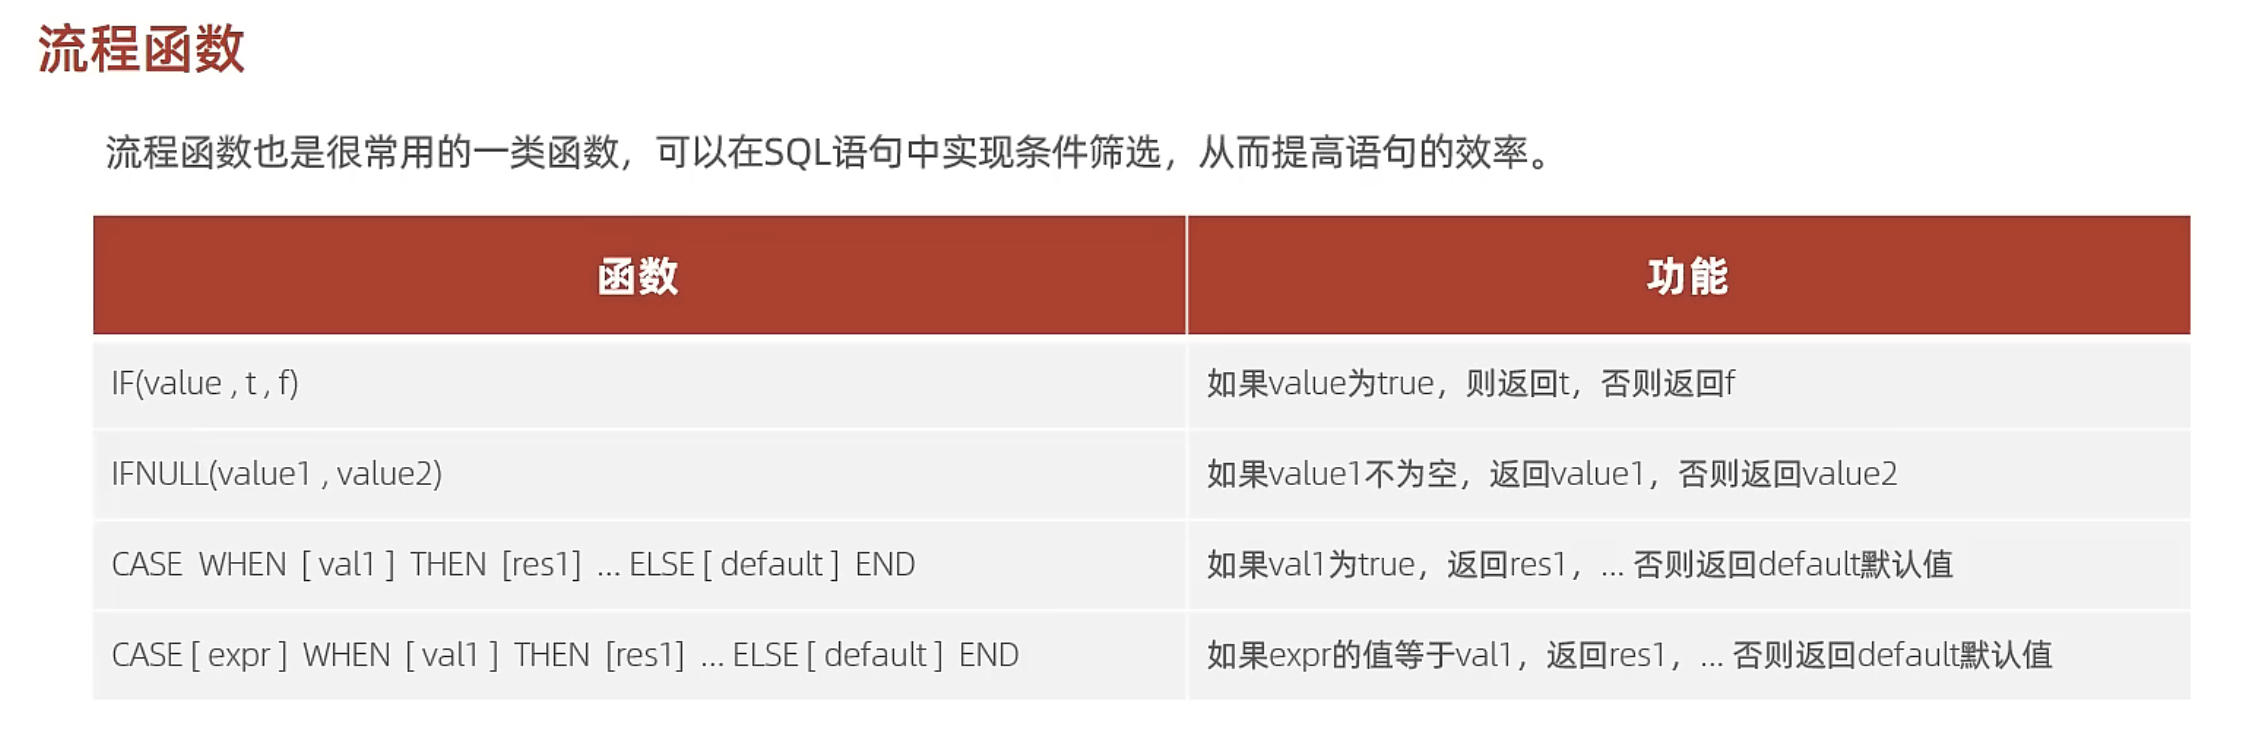 流程函数
流程函数也是很常用的一类函数，可以在SQL语句中实现条件筛选，从而提高语句的效率。
函数 功能
IF(value , t , f) 如果value为true，则返回t，否则返回f
IFNULL(value1 , value2) 如果value1不为空，返回value1，否则返回value2
CASE WHEN [ val1 ] THEN [res1] ... ELSE [ default ] END 如果val1为true，返回res1，... 否则返回default默认值
CASE [ expr ] WHEN [ val1 ] THEN [res1] ... ELSE [ default ] END 如果expr的值等于val1，返回res1，... 否则返回default默认值